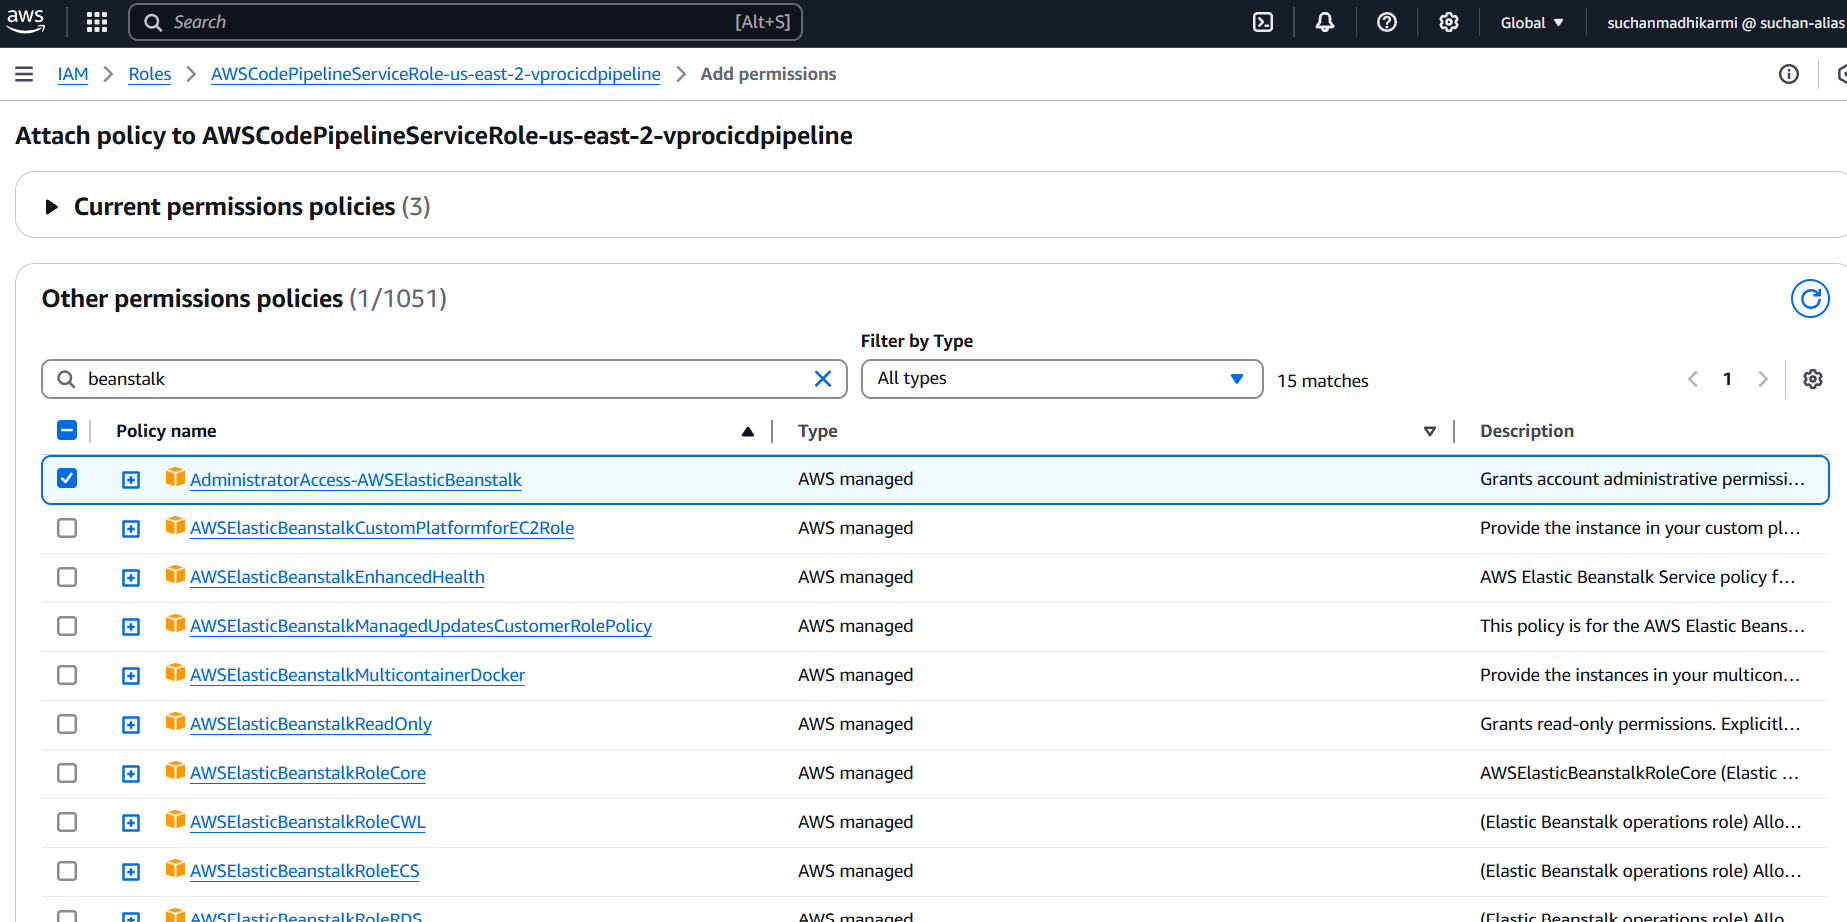 aws Search [Alt+S] Global suchanmadhikarmi @ suchan-alias
IAM Roles AWSCodePipelineServiceRole-us-east-2-vprocicdpipeline Add permissions
Attach policy to AWSCodePipelineServiceRole-us-east-2-vprocicdpipeline
Current permissions policies (3)
Other permissions policies (1/1051)
Filter by Type
beanstalk All types 15 matches 1
Policy name Type Description
AdministratorAccess-AWSElasticBeanstalk AWS managed Grants account administrative permissi...
AWSElasticBeanstalkCustomPlatformforEC2Role AWS managed Provide the instance in your custom pl...
AWSElasticBeanstalkEnhancedHealth AWS managed AWS Elastic Beanstalk Service policy f...
AWSElasticBeanstalkManagedUpdatesCustomerRolePolicy AWS managed This policy is for the AWS Elastic Beans...
AWSElasticBeanstalkMulticontainerDocker AWS managed Provide the instances in your multicon...
AWSElasticBeanstalkReadOnly AWS managed Grants read-only permissions. Explicitl...
AWSElasticBeanstalkRoleCore AWS managed AWSElasticBeanstalkRoleCore (Elastic ...
AWSElasticBeanstalkRoleCWL AWS managed (Elastic Beanstalk operations role) Allo...
AWSElasticBeanstalkRoleECS AWS managed (Elastic Beanstalk operations role) Allo...
AWSElasticBeanstalkRoleRDS AWS managed (Elastic Beanstalk operations role) Allo...